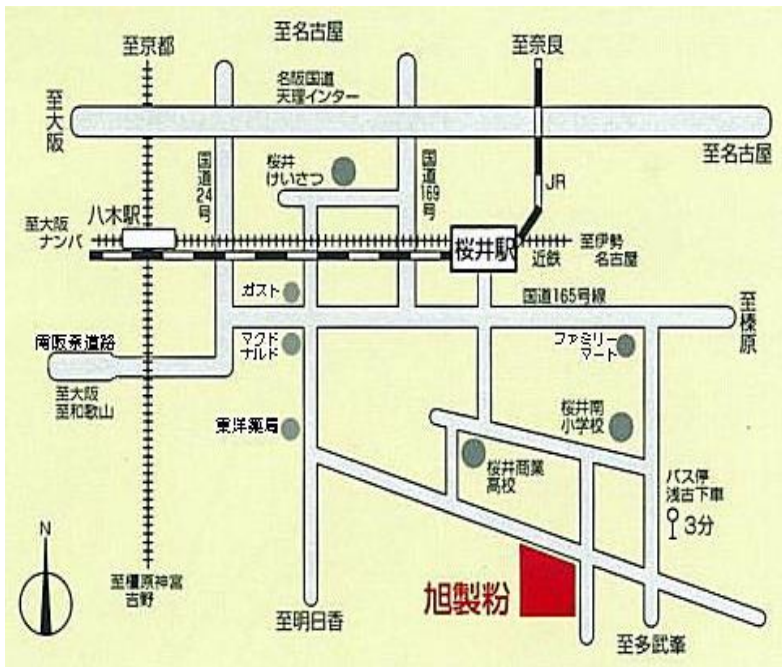 至名古屋
至京都
至奈良
名阪国道
天理インター
至大阪
至名古屋
国道24号
桜井
けいさつ
国道169号
JR
八木駅
至大阪
ナンバ
桜井駅
近鉄
至伊勢
名古屋
ガスト
国道165号線
至榛原
南阪奈道路
マクド
ナルド
ファミリー
マート
至大阪
至和歌山
東洋薬局
桜井南
小学校
桜井商業
高校
バス停
浅古下車
3分
N
旭製粉
至橿原神宮
吉野
至明日香
至多武峯